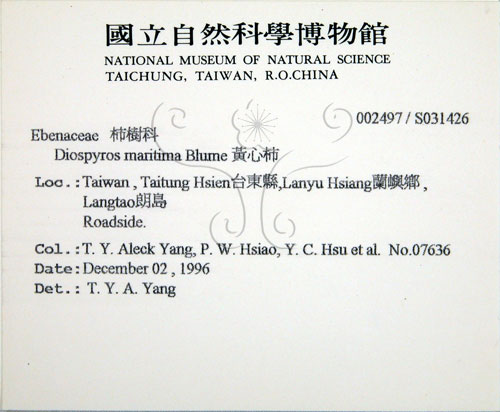 國立自然科學博物館
NATIONAL MUSEUM OF NATURAL SCIENCE
TAICHUNG, TAIWAN, R.O.CHINA
002497 / S031426
Ebenaceae 柿樹科
Diospyros maritima Blume 黃心柿
Loc.: Taiwan , Taitung Hsien台東縣,Lanyu Hsiang蘭嶼鄉 ,
Langtao朗島
Roadside.
Col.: T. Y. Aleck Yang, P. W. Hsiao, Y. C. Hsu et al. No.07636
Date: December 02 , 1996
Det.: T. Y. A. Yang